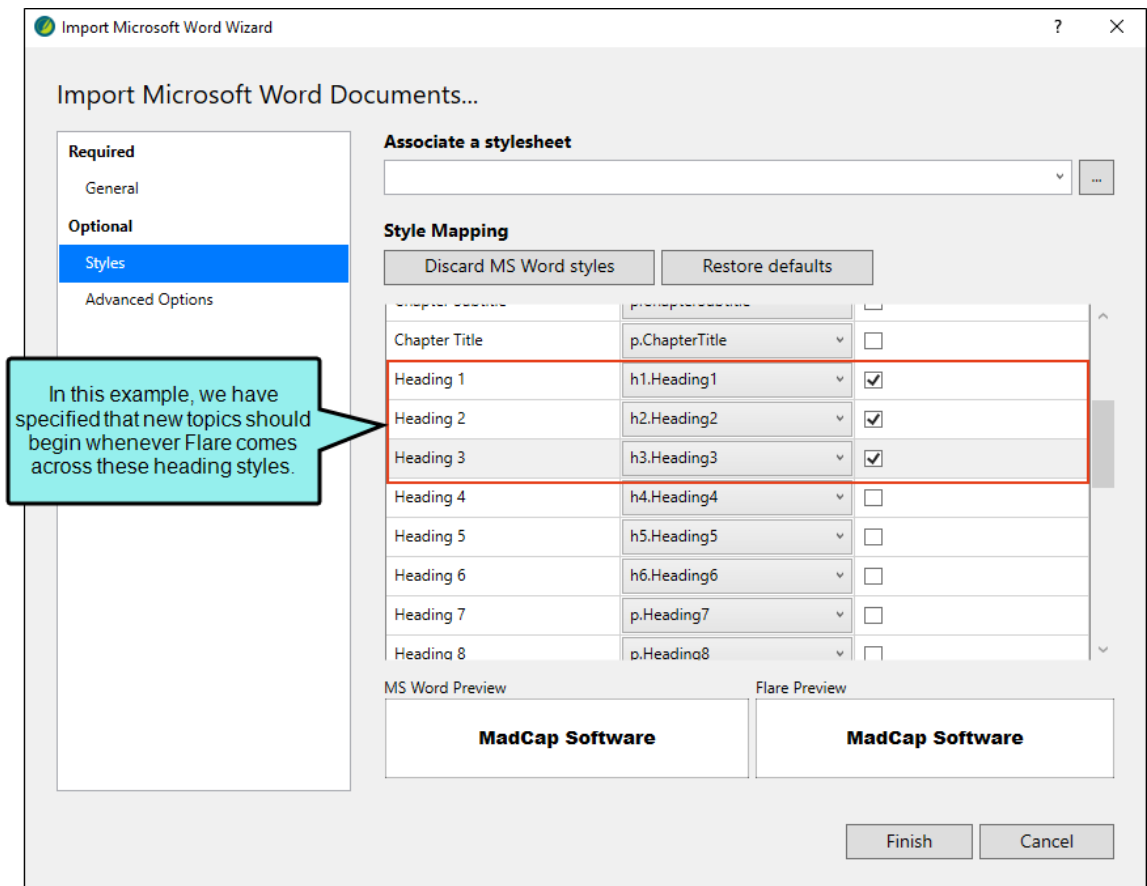 Import Microsoft Word Wizard
?
Import Microsoft Word Documents...
Required
General
Optional
Styles
Advanced Options
Associate a stylesheet
...
Style Mapping
Discard MS Word styles
Restore defaults
Chapter Title p.ChapterTitle
Heading 1 h1.Heading1
Heading 2 h2.Heading2
Heading 3 h3.Heading3
Heading 4 h4.Heading4
Heading 5 h5.Heading5
Heading 6 h6.Heading6
Heading 7 p.Heading7
Heading 8 p.Heading8
In this example, we have
specified that new topics should
begin whenever Flare comes
across these heading styles.
MS Word Preview
MadCap Software
Flare Preview
MadCap Software
Finish
Cancel